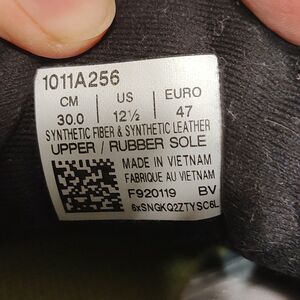 1011A256
CM US EURO
30.0 12½ 47
SYNTHETIC FIBER & SYNTHETIC LEATHER
UPPER / RUBBER SOLE
MADE IN VIETNAM
FABRIQUE AU VIETNAM
F920119 BV
6xSNGKQ2ZTYSC6L